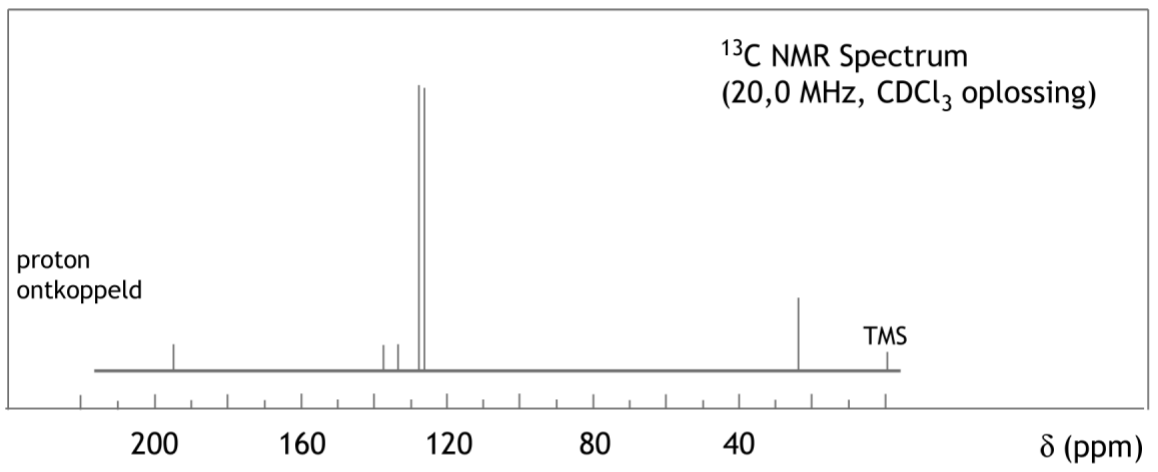 ¹³C NMR Spectrum
(20,0 MHz, CDCl₃ oplossing)
proton
ontkoppeld
TMS
200 160 120 80 40 δ (ppm)